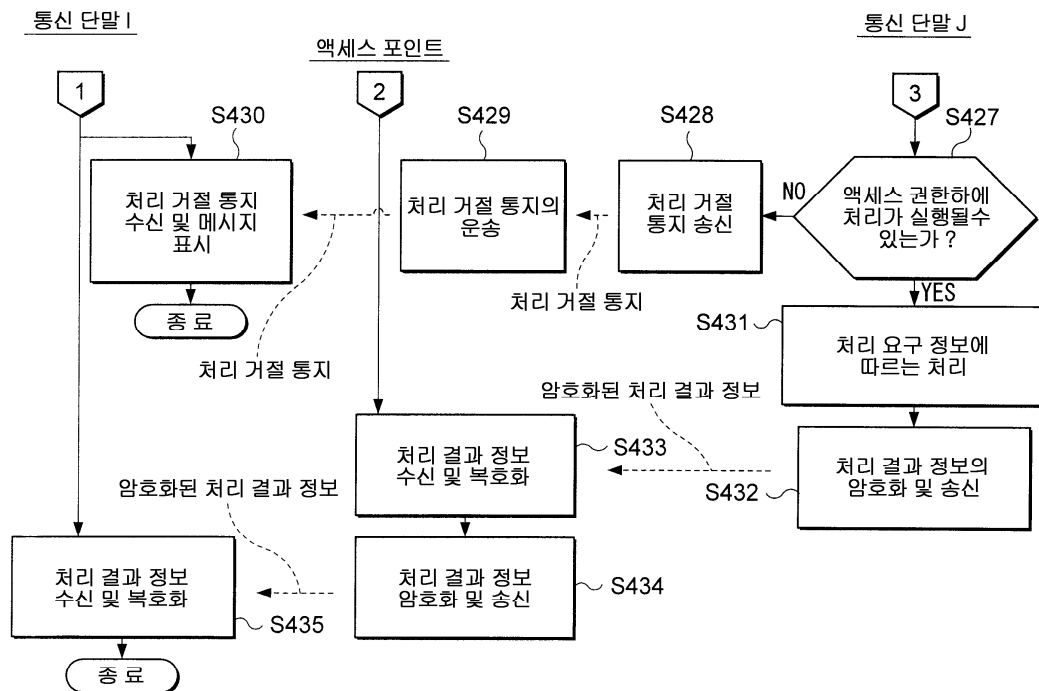 통신 단말 I
액세스 포인트
통신 단말 J
1
2
3
S430
S429
S428
S427
처리 거절 통지
수신 및 메시지
표시
처리 거절 통지의
운송
처리 거절
통지 송신
NO
액세스 권한하에
처리가 실행될수
있는가 ?
YES
종 료
처리 거절 통지
처리 거절 통지
S431
처리 요구 정보에
따르는 처리
암호화된 처리 결과 정보
처리 결과 정보
수신 및 복호화
S433
S432
처리 결과 정보의
암호화 및 송신
암호화된 처리 결과 정보
처리 결과 정보
수신 및 복호화
S435
처리 결과 정보
암호화 및 송신
S434
종 료